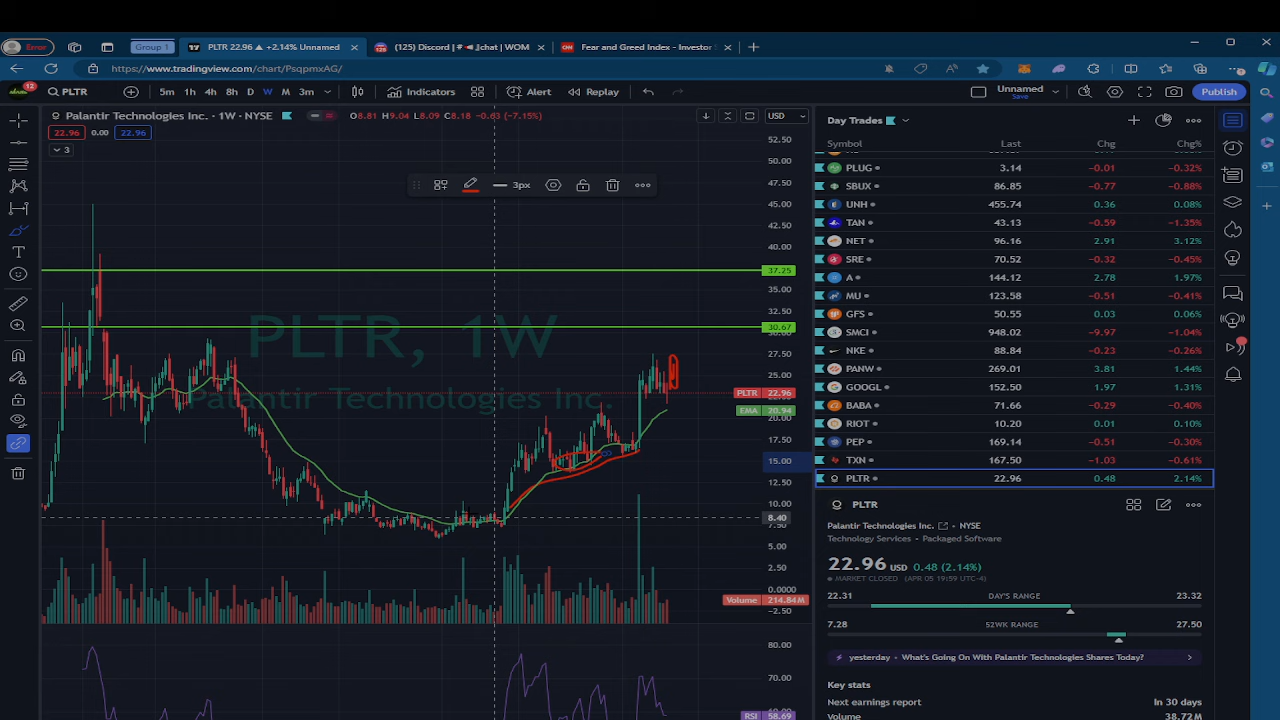 Error
Group 1
PLTR 22.96 ▲ +2.14% Unnamed
(125) Discord | # jchat | WOM
Fear and Greed Index - Investor
https://www.tradingview.com/chart/PsqpmxAG/
12
PLTR
5m 1h 4h 8h D W M 3m
Indicators
Alert
Replay
Unnamed
Save
Publish
Palantir Technologies Inc. · 1W · NYSE
O8.81 H9.04 L8.09 C8.18 -0.63 (-7.15%)
USD
22.96 0.00 22.96
3
3px
52.50
50.00
47.50
45.00
42.50
40.00
37.25
35.00
30.67
27.50
25.00
PLTR 22.96
EMA 20.94
20.00
17.50
15.00
12.50
10.00
8.40
7.50
5.00
2.50
0.0000
Volume 214.84M
−2.50
80.00
70.00
60.00
RSI 58.69
PLTR, 1W
Palantir Technologies Inc.
Day Trades
Symbol Last Chg Chg%
PLUG 3.14 −0.01 −0.32%
SBUX 86.85 −0.77 −0.88%
UNH 455.74 0.36 0.08%
TAN 43.13 −0.59 −1.35%
NET 96.16 2.91 3.12%
SRE 70.52 −0.32 −0.45%
A 144.12 2.78 1.97%
MU 123.58 −0.51 −0.41%
GFS 50.55 0.03 0.06%
SMCI 948.02 −9.97 −1.04%
NKE 88.84 −0.23 −0.26%
PANW 269.01 3.81 1.44%
GOOGL 152.50 1.97 1.31%
BABA 71.66 −0.29 −0.40%
RIOT 10.20 0.01 0.10%
PEP 169.14 −0.51 −0.30%
TXN 167.50 −1.03 −0.61%
PLTR 22.96 0.48 2.14%
PLTR
Palantir Technologies Inc. • NYSE
Technology Services • Packaged Software
22.96 USD 0.48 (2.14%)
MARKET CLOSED (APR 05 19:59 UTC-4)
22.31 DAY'S RANGE 23.32
7.28 52WK RANGE 27.50
yesterday • What's Going On With Palantir Technologies Shares Today?
Key stats
Next earnings report In 30 days
Volume 38.72M